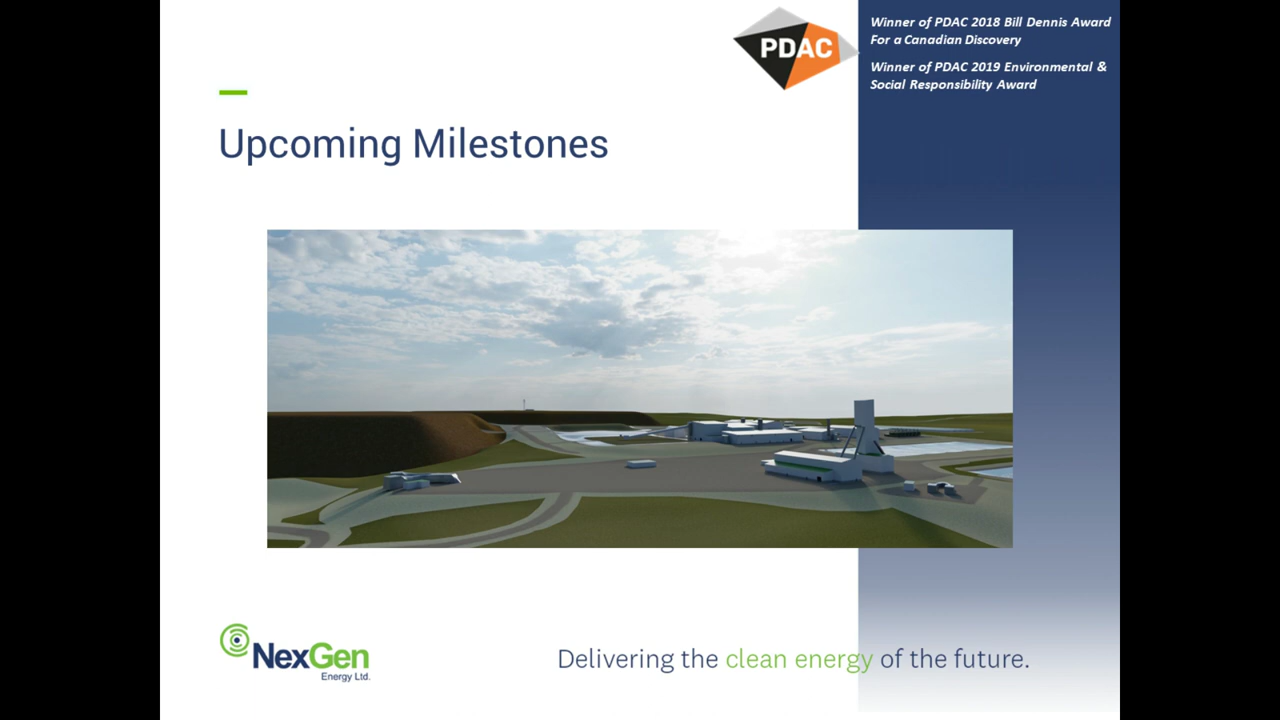 PDAC
Winner of PDAC 2018 Bill Dennis Award
For a Canadian Discovery
Winner of PDAC 2019 Environmental &
Social Responsibility Award
Upcoming Milestones
NexGen
Energy Ltd.
Delivering the clean energy of the future.